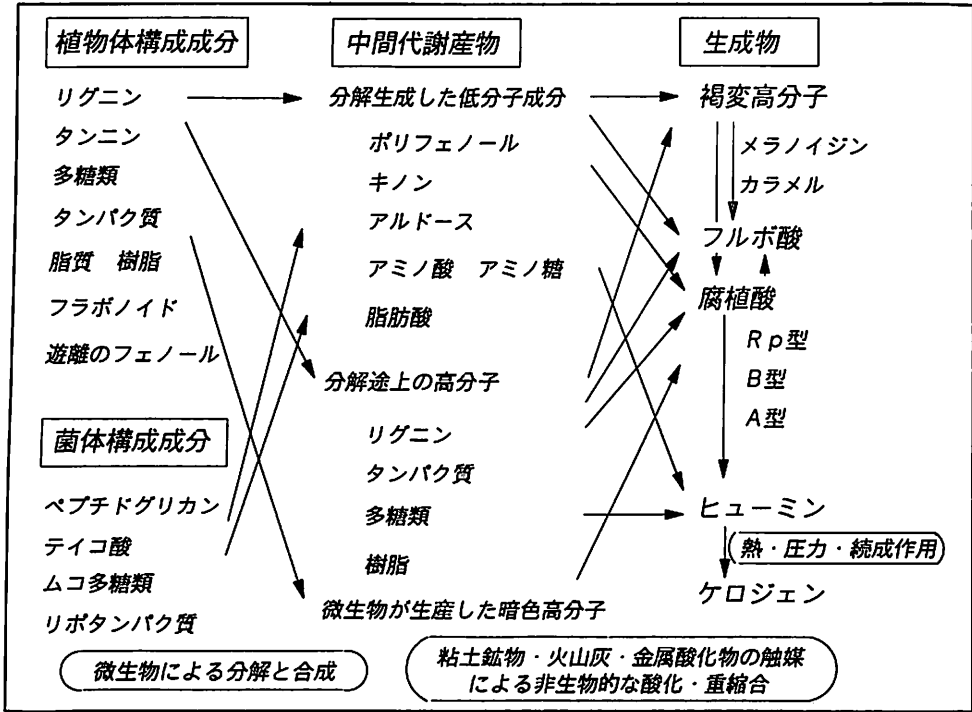 植物体構成成分
リグニン
タンニン
多糖類
タンパク質
脂質 樹脂
フラボノイド
遊離のフェノール
菌体構成成分
ペプチドグリカン
テイコ酸
ムコ多糖類
リポタンパク質
微生物による分解と合成
中間代謝産物
分解生成した低分子成分
ポリフェノール
キノン
アルドース
アミノ酸 アミノ糖
脂肪酸
分解途上の高分子
リグニン
タンパク質
多糖類
樹脂
微生物が生産した暗色高分子
粘土鉱物・火山灰・金属酸化物の触媒
による非生物的な酸化・重縮合
生成物
褐変高分子
メラノイジン
カラメル
フルボ酸
腐植酸
Rp型
B型
A型
ヒューミン
熱・圧力・続成作用
ケロジェン